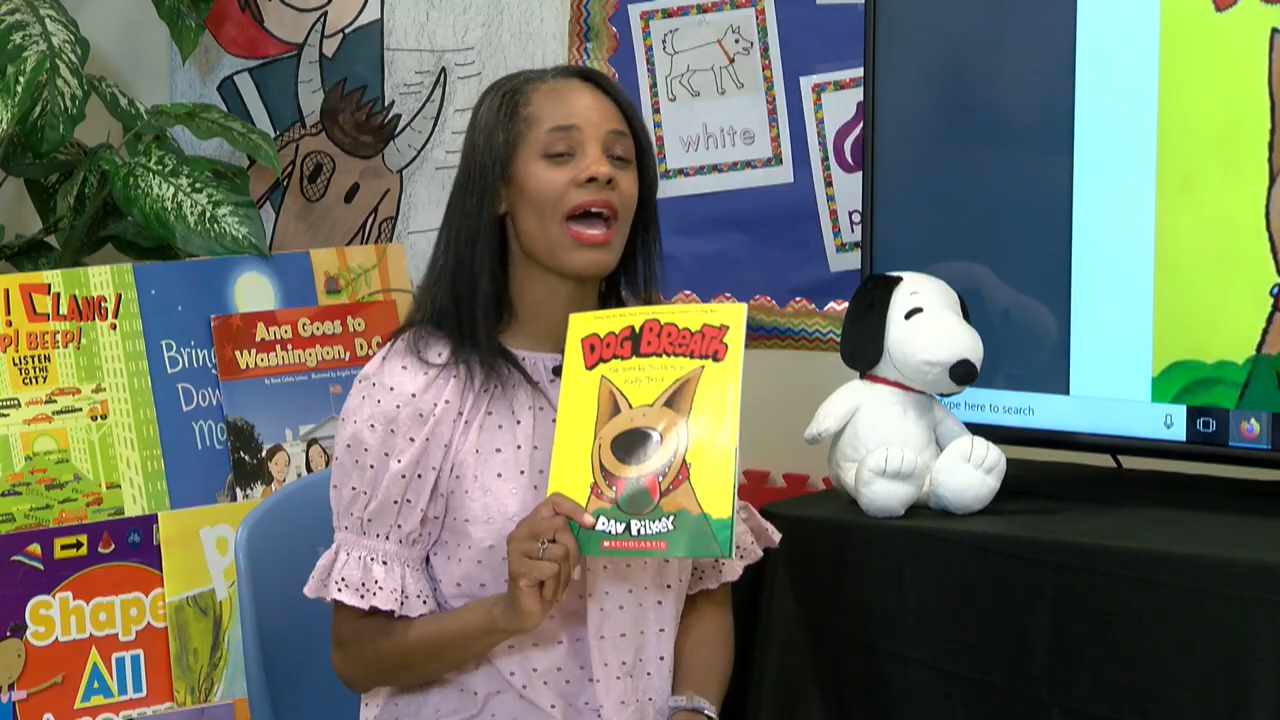 ! CLANG!
P! BEEP!
LISTEN
TO THE
CITY
Bring
Down
Mo
Ana Goes to
Washington, D.C.
Shape
All
p
white
p
DOG BREATH
DAV PILKEY
SCHOLASTIC
ype here to search